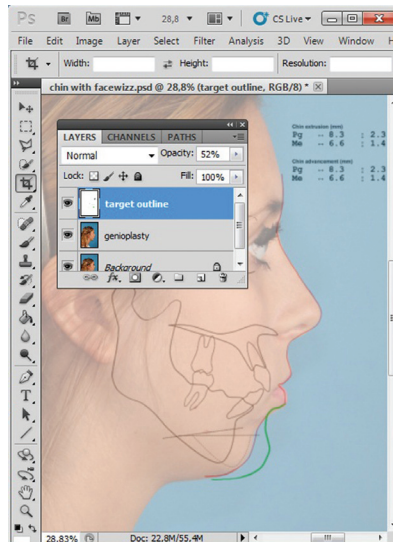 Ps Br Mb 28,8 CS Live
File Edit Image Layer Select Filter Analysis 3D View Window H
Width: Height: Resolution:
chin with facewizz.psd @ 28,8% (target outline, RGB/8) *
Chin extrusion (mm)
Pg -- 8.3 : 2.3
Me -- 6.6 : 1.4
Chin advancement (mm)
Pg -- 8.3 : 2.3
Me -- 6.6 : 1.4
LAYERS CHANNELS PATHS
Normal Opacity: 52%
Lock: Fill: 100%
target outline
genioplasty
Background
fx.
T
28,83% Doc: 22,8M/55,4M